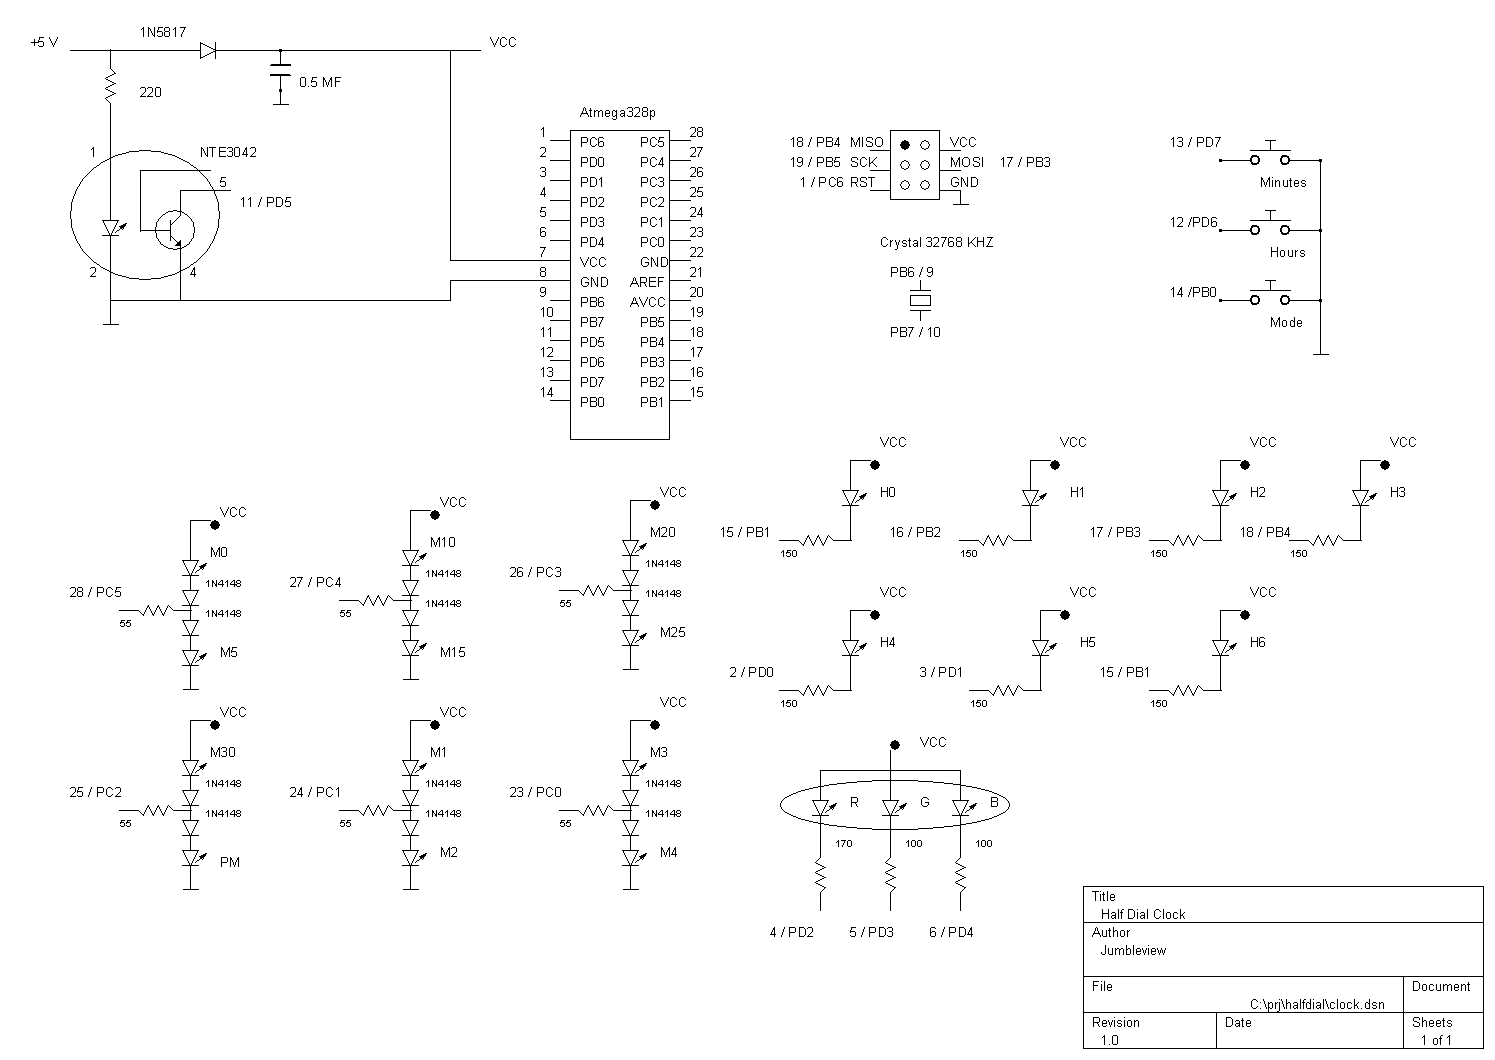 +5 V
1N5817
VCC
0.5 MF
220
NTE3042
1
5
11 / PD5
2
4
Atmega328p
1 PC6 PC5 28
2 PD0 PC4 27
3 PD1 PC3 26
4 PD2 PC2 25
5 PD3 PC1 24
6 PD4 PC0 23
7 VCC GND 22
8 GND AREF 21
9 PB6 AVCC 20
10 PB7 PB5 19
11 PD5 PB4 18
12 PD6 PB3 17
13 PD7 PB2 16
14 PB0 PB1 15
18 / PB4 MISO VCC
19 / PB5 SCK MOSI 17 / PB3
1 / PC6 RST GND
Crystal 32768 KHZ
PB6 / 9
PB7 / 10
13 / PD7
Minutes
12 /PD6
Hours
14 /PB0
Mode
VCC
M0
1N4148
28 / PC5
1N4148
55
M5
VCC
M10
1N4148
27 / PC4
1N4148
55
M15
VCC
M20
1N4148
26 / PC3
1N4148
55
M25
VCC
M30
1N4148
25 / PC2
1N4148
55
PM
VCC
M1
1N4148
24 / PC1
1N4148
55
M2
VCC
M3
1N4148
23 / PC0
1N4148
55
M4
VCC
H0
15 / PB1
150
VCC
H1
16 / PB2
150
VCC
H2
17 / PB3
150
VCC
H3
18 / PB4
150
VCC
H4
2 / PD0
150
VCC
H5
3 / PD1
150
VCC
H6
15 / PB1
150
VCC
R G B
170 100 100
4 / PD2 5 / PD3 6 / PD4
Title
Half Dial Clock
Author
Jumbleview
File Document
C:\prj\halfdial\clock.dsn
Revision Date Sheets
1.0 1 of 1